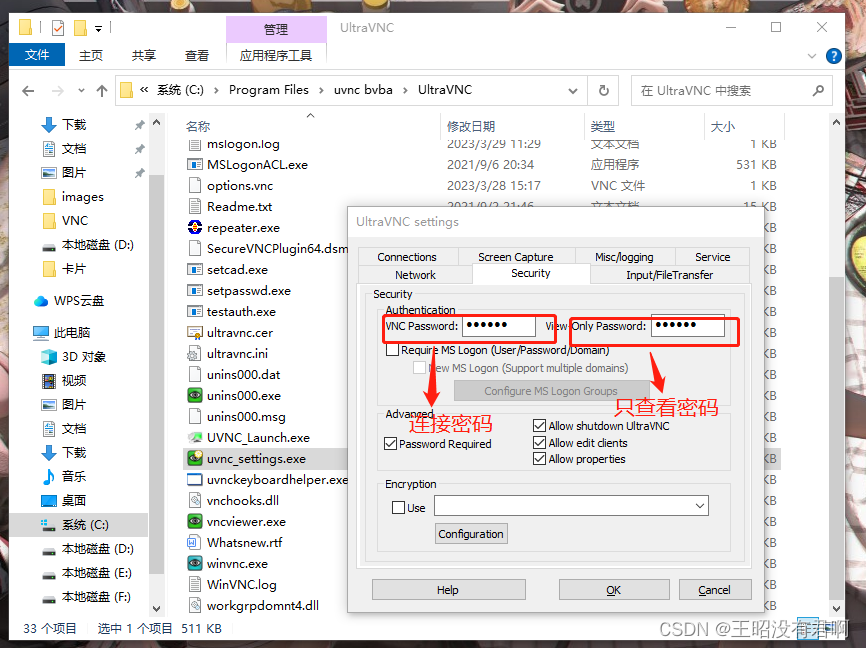 管理
UltraVNC
文件
主页
共享
查看
应用程序工具
« 系统 (C:) › Program Files › uvnc bvba › UltraVNC
在 UltraVNC 中搜索
名称
修改日期
类型
大小
下载
文档
图片
images
VNC
本地磁盘 (D:)
卡片
WPS云盘
此电脑
3D 对象
视频
图片
文档
下载
音乐
桌面
系统 (C:)
本地磁盘 (D:)
本地磁盘 (E:)
本地磁盘 (F:)
mslogon.log 2023/3/29 11:29 文本文档 1 KB
MSLogonACL.exe 2021/9/6 20:34 应用程序 531 KB
options.vnc 2023/3/28 15:17 VNC 文件 1 KB
Readme.txt 2021/9/2 21:46 文本文档 15 KB
repeater.exe KB
SecureVNCPlugin64.dsm KB
setcad.exe KB
setpasswd.exe KB
testauth.exe KB
ultravnc.cer KB
ultravnc.ini KB
unins000.dat KB
unins000.exe KB
unins000.msg KB
UVNC_Launch.exe KB
uvnc_settings.exe KB
uvnckeyboardhelper.exe KB
vnchooks.dll KB
vncviewer.exe KB
Whatsnew.rtf KB
winvnc.exe KB
WinVNC.log KB
workgrpdomnt4.dll KB
UltraVNC settings
Connections
Screen Capture
Misc/logging
Service
Network
Security
Input/FileTransfer
Security
Authentication
VNC Password: ●●●●●●
View-Only Password: ●●●●●●
Require MS Logon (User/Password/Domain)
New MS Logon (Support multiple domains)
Configure MS Logon Groups
连接密码
只查看密码
Advanced
Password Required
Allow shutdown UltraVNC
Allow edit clients
Allow properties
Encryption
Use
Configuration
Help
OK
Cancel
33 个项目
选中 1 个项目 511 KB
CSDN @王昭没有君啊